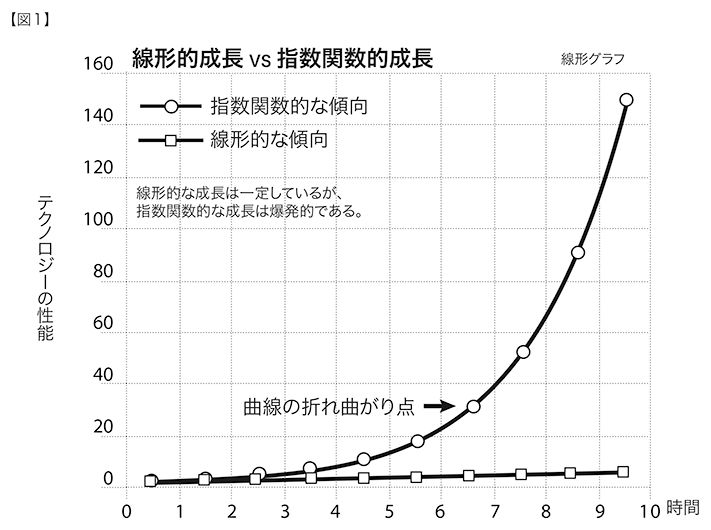 【図1】
線形的成長 vs 指数関数的成長
線形グラフ
指数関数的な傾向
線形的な傾向
線形的な成長は一定しているが、
指数関数的な成長は爆発的である。
曲線の折れ曲がり点
テクノロジーの性能
160
140
120
100
80
60
40
20
0
0 1 2 3 4 5 6 7 8 9 10 時間